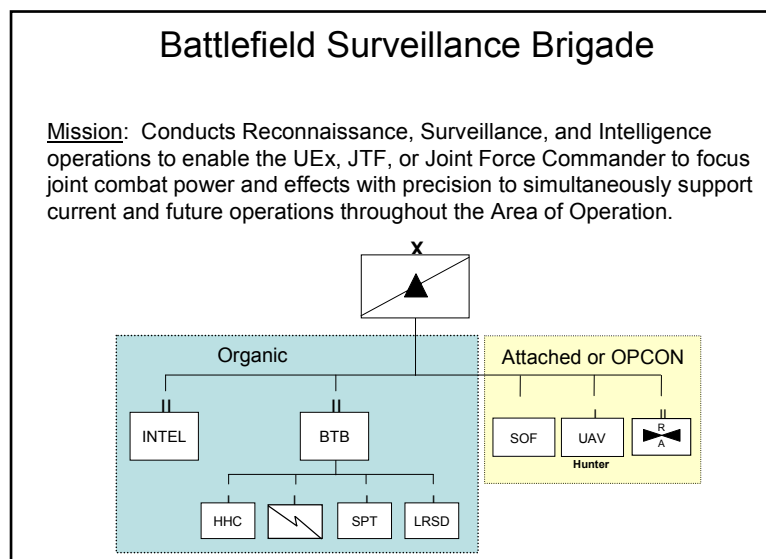 Battlefield Surveillance Brigade
Mission: Conducts Reconnaissance, Surveillance, and Intelligence
operations to enable the UEx, JTF, or Joint Force Commander to focus
joint combat power and effects with precision to simultaneously support
current and future operations throughout the Area of Operation.
X
Organic
Attached or OPCON
II
II
I
II
INTEL
BTB
SOF
UAV
R
A
Hunter
I
I
I
I
HHC
SPT
LRSD